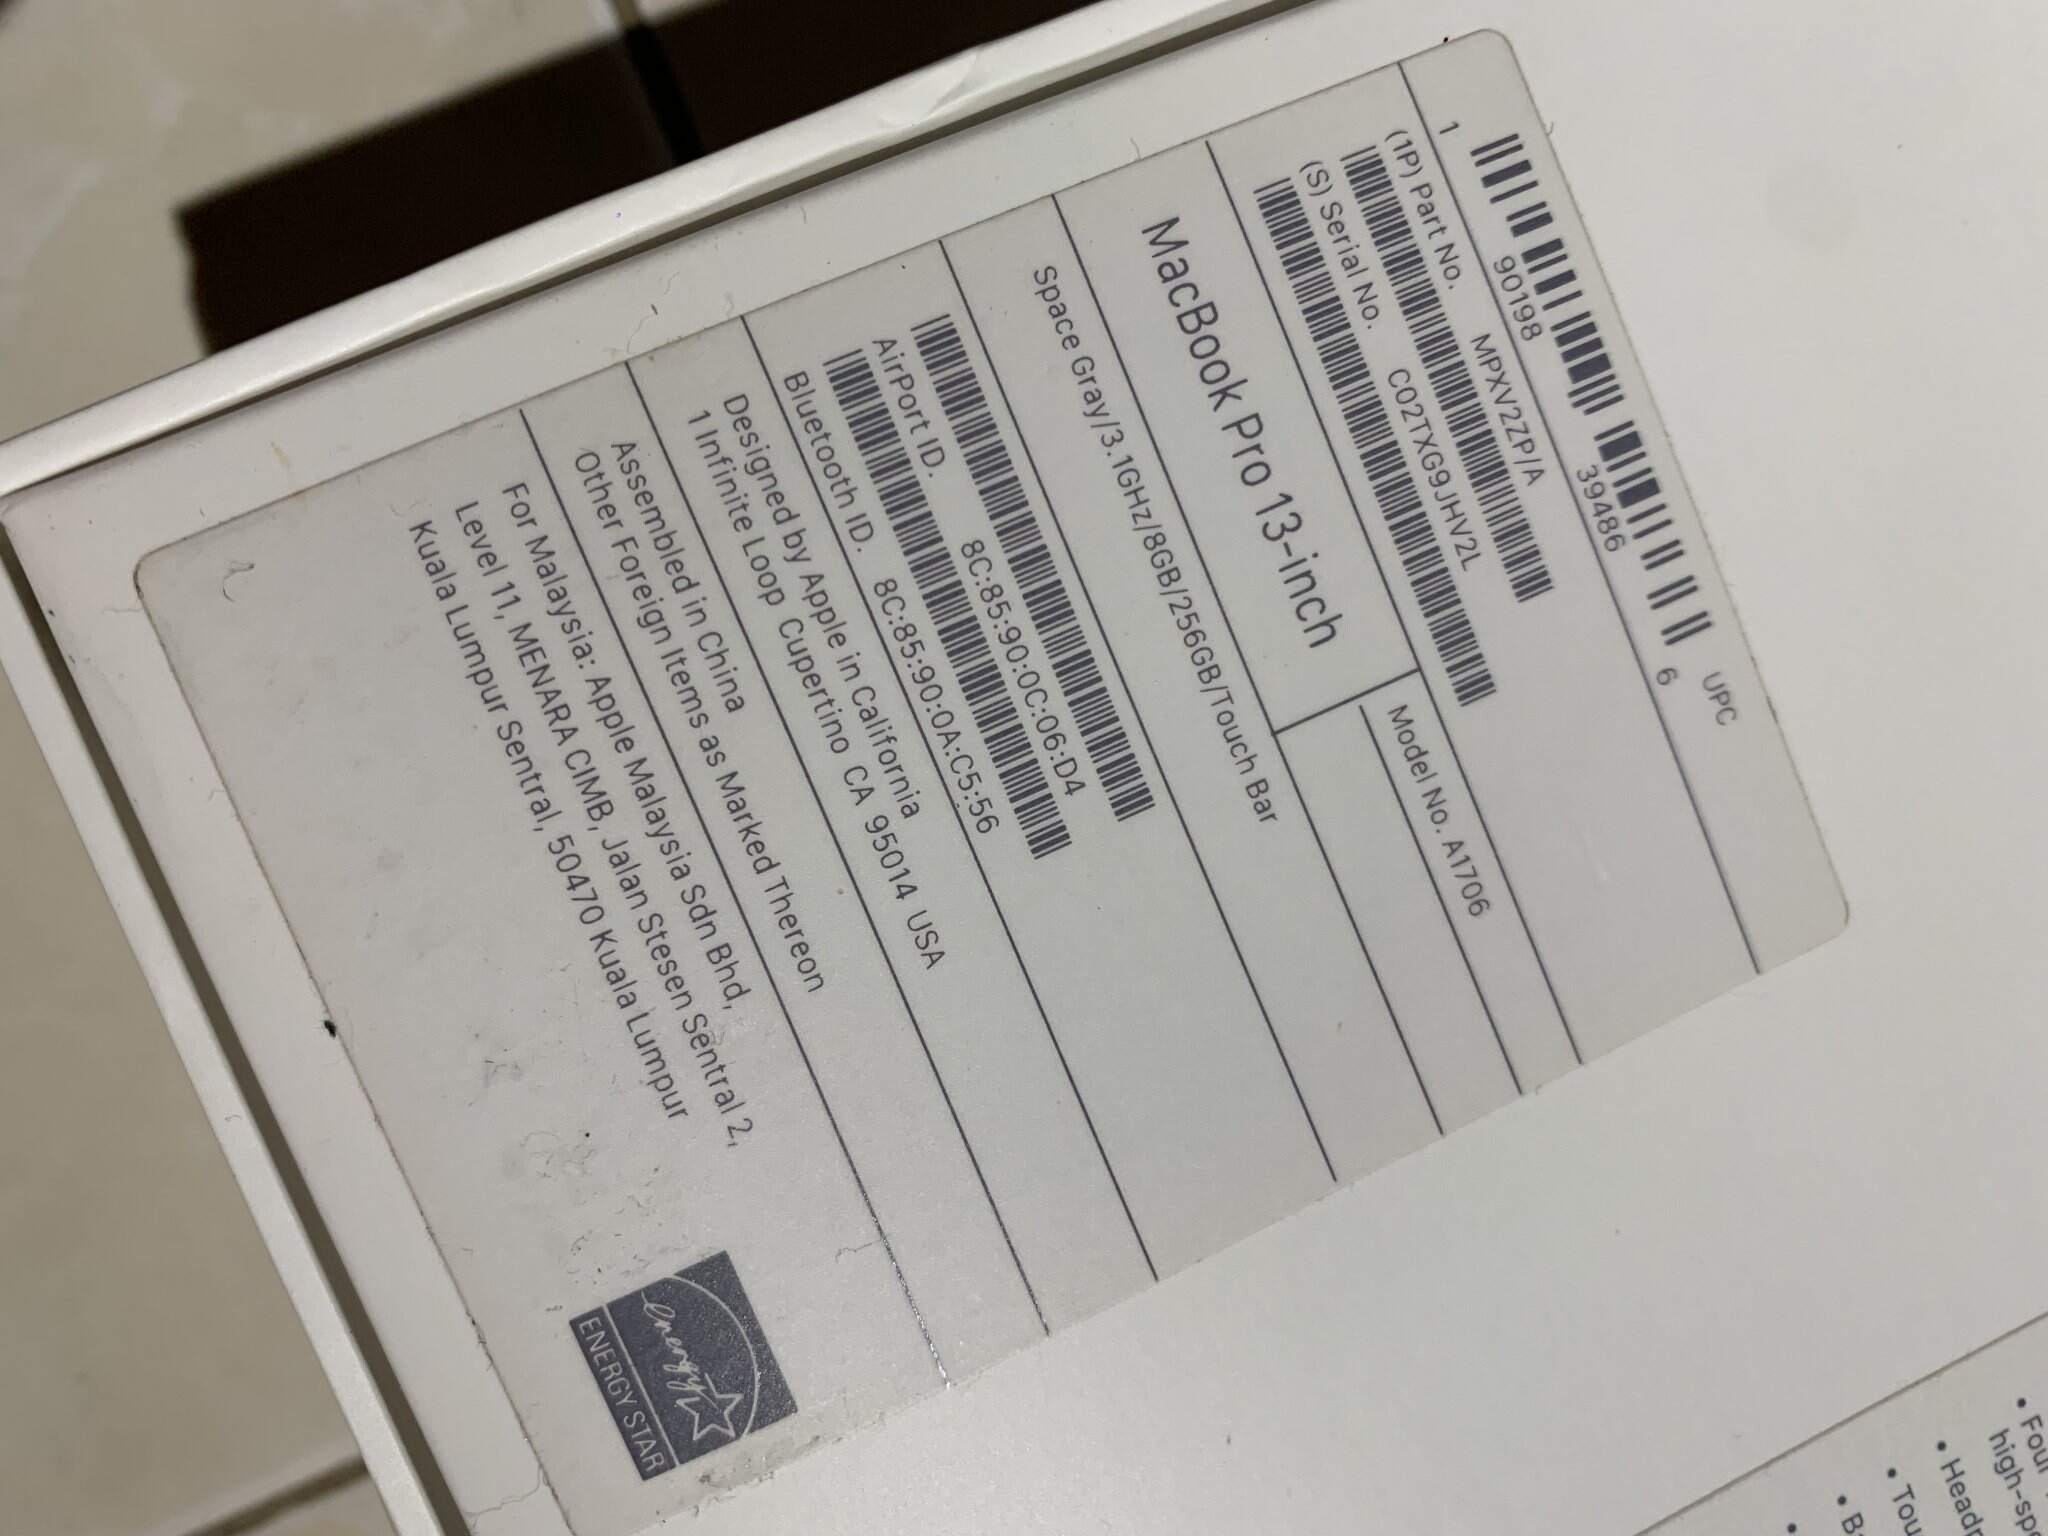 UPC
1 90198 39486 6
(1P) Part No. MPXV2ZP/A
(S) Serial No. C02TXG9JHV2L
MacBook Pro 13-inch
Model No. A1706
Space Gray/3.1GHz/8GB/256GB/Touch Bar
AirPort ID. 8C:85:90:0C:06:D4
Bluetooth ID. 8C:85:90:0A:C5:56
Designed by Apple in California
1 Infinite Loop Cupertino CA 95014 USA
Assembled in China
Other Foreign Items as Marked Thereon
For Malaysia: Apple Malaysia Sdn Bhd,
Level 11, MENARA CIMB, Jalan Stesen Sentral 2,
Kuala Lumpur Sentral, 50470 Kuala Lumpur
energy
ENERGY STAR
• Four
high-sp